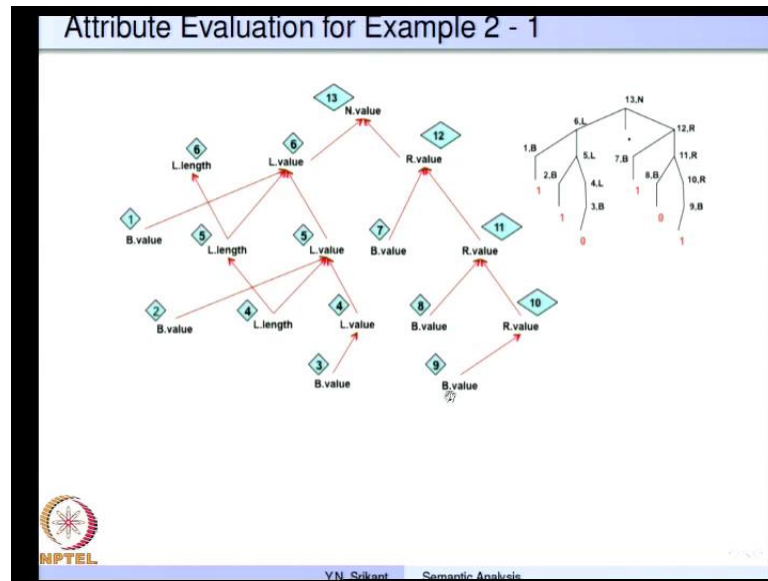 Attribute Evaluation for Example 2 - 1
13
N.value
6
6
12
L.length
L.value
R.value
1
B.value
5
L.length
5
L.value
7
B.value
11
R.value
2
B.value
4
L.length
4
L.value
8
B.value
10
R.value
3
B.value
9
B.value
13,N
6,L
.
12,R
1,B
5,L
7,B
11,R
1
2,B
4,L
1
8,B
10,R
1
3,B
0
9,B
0
1
NPTEL
Y.N. Srikant Semantic Analysis